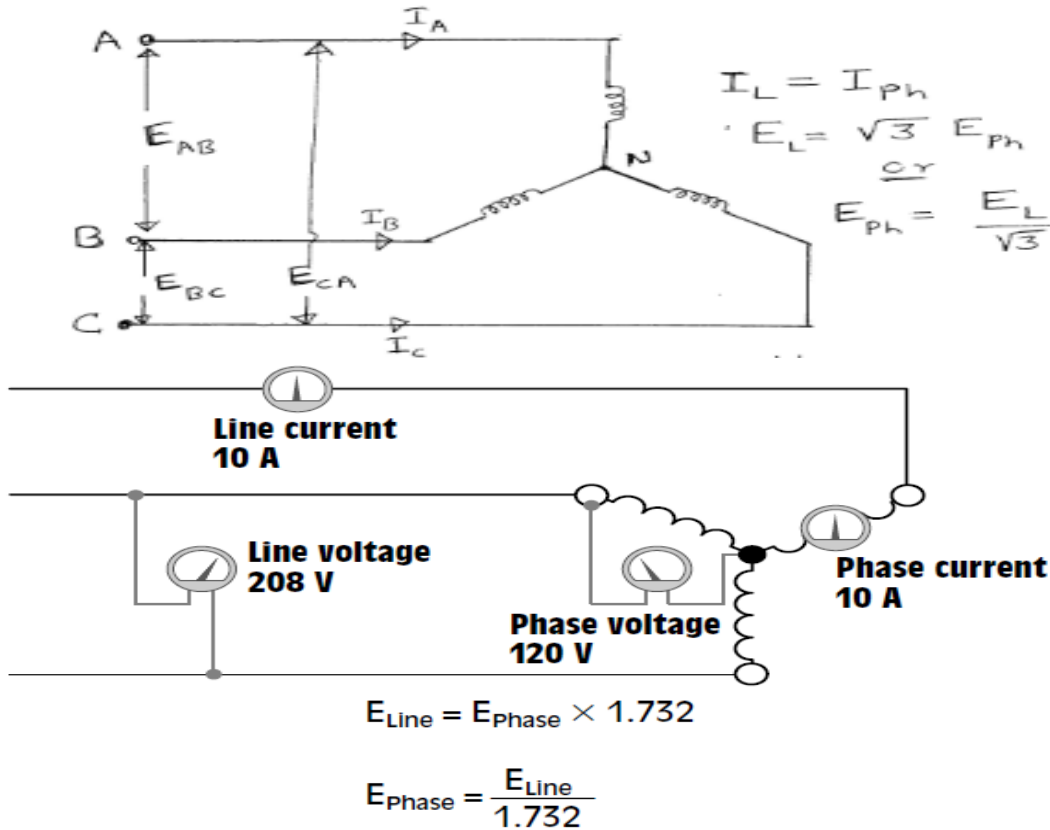 I_A
A
E_AB
I_L = I_Ph
E_L = √3 E_Ph
or
E_Ph = E_L / √3
N
I_B
B
E_BC
E_CA
C
I_C
Line current
10 A
Line voltage
208 V
Phase current
10 A
Phase voltage
120 V
E_Line = E_Phase × 1.732
E_Phase = E_Line / 1.732